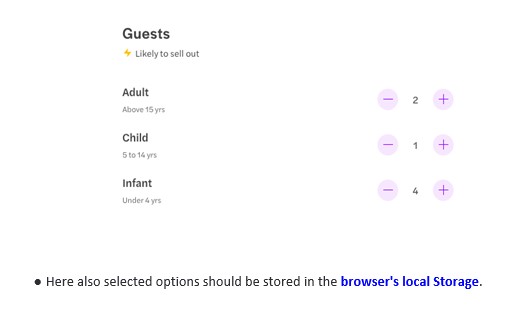 Guests
⚡ Likely to sell out
Adult
− 2 +
Above 15 yrs
Child
− 1 +
5 to 14 yrs
Infant
− 4 +
Under 4 yrs
● Here also selected options should be stored in the browser's local Storage.